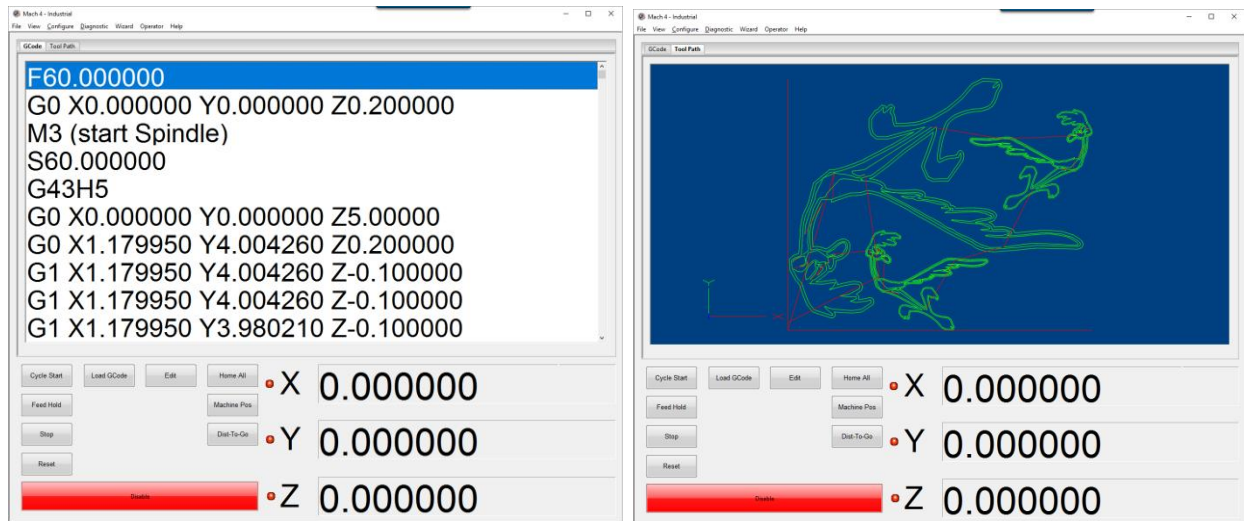 Mach 4 - Industrial
File View Configure Diagnostic Wizard Operator Help
GCode Tool Path
F60.000000
G0 X0.000000 Y0.000000 Z0.200000
M3 (start Spindle)
S60.000000
G43H5
G0 X0.000000 Y0.000000 Z5.00000
G0 X1.179950 Y4.004260 Z0.200000
G1 X1.179950 Y4.004260 Z-0.100000
G1 X1.179950 Y4.004260 Z-0.100000
G1 X1.179950 Y3.980210 Z-0.100000
Cycle Start Load GCode Edit Home All X 0.000000
Feed Hold Machine Pos
Stop Dist-To-Go Y 0.000000
Reset
Disable Z 0.000000
Mach 4 - Industrial
File View Configure Diagnostic Wizard Operator Help
GCode Tool Path
Y
X
Cycle Start Load GCode Edit Home All X 0.000000
Feed Hold Machine Pos
Stop Dist-To-Go Y 0.000000
Reset
Disable Z 0.000000